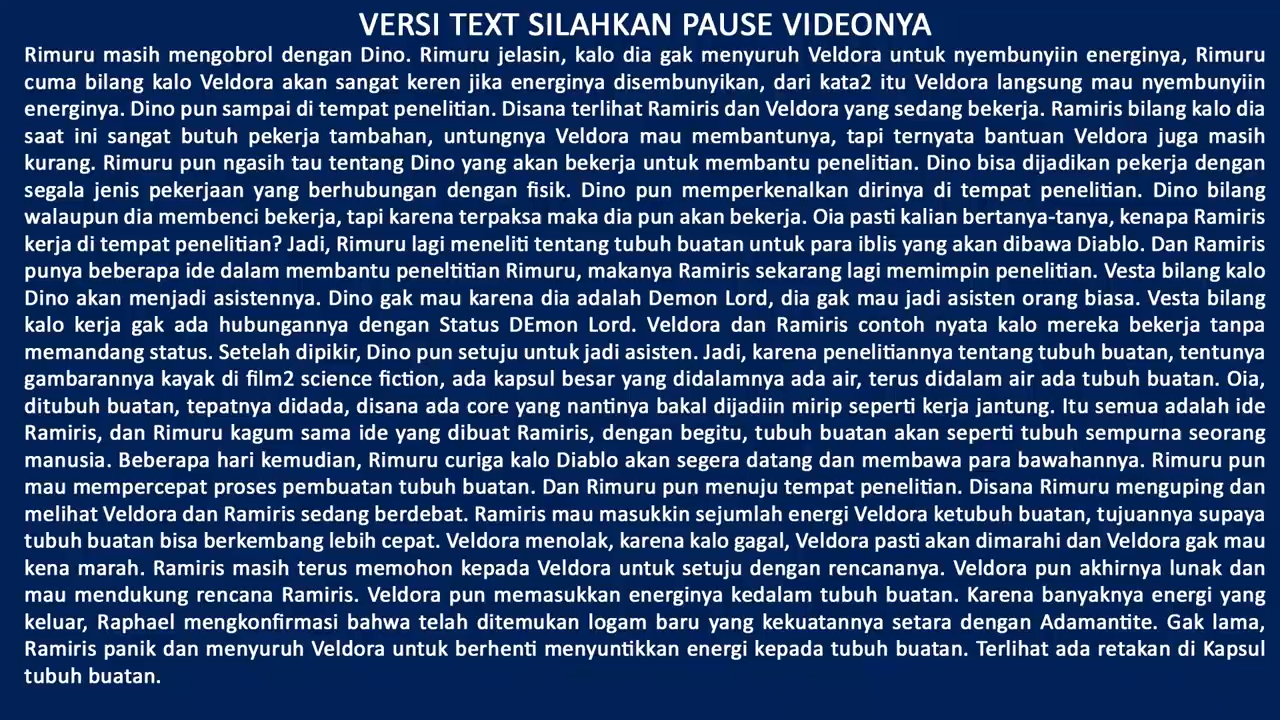 VERSI TEXT SILAHKAN PAUSE VIDEONYA
Rimuru masih mengobrol dengan Dino. Rimuru jelasin, kalo dia gak menyuruh Veldora untuk nyembunyiin energinya, Rimuru
cuma bilang kalo Veldora akan sangat keren jika energinya disembunyikan, dari kata2 itu Veldora langsung mau nyembunyiin
energinya. Dino pun sampai di tempat penelitian. Disana terlihat Ramiris dan Veldora yang sedang bekerja. Ramiris bilang kalo dia
saat ini sangat butuh pekerja tambahan, untungnya Veldora mau membantunya, tapi ternyata bantuan Veldora juga masih
kurang. Rimuru pun ngasih tau tentang Dino yang akan bekerja untuk membantu penelitian. Dino bisa dijadikan pekerja dengan
segala jenis pekerjaan yang berhubungan dengan fisik. Dino pun memperkenalkan dirinya di tempat penelitian. Dino bilang
walaupun dia membenci bekerja, tapi karena terpaksa maka dia pun akan bekerja. Oia pasti kalian bertanya-tanya, kenapa Ramiris
kerja di tempat penelitian? Jadi, Rimuru lagi meneliti tentang tubuh buatan untuk para iblis yang akan dibawa Diablo. Dan Ramiris
punya beberapa ide dalam membantu peneltitian Rimuru, makanya Ramiris sekarang lagi memimpin penelitian. Vesta bilang kalo
Dino akan menjadi asistennya. Dino gak mau karena dia adalah Demon Lord, dia gak mau jadi asisten orang biasa. Vesta bilang
kalo kerja gak ada hubungannya dengan Status DEmon Lord. Veldora dan Ramiris contoh nyata kalo mereka bekerja tanpa
memandang status. Setelah dipikir, Dino pun setuju untuk jadi asisten. Jadi, karena penelitiannya tentang tubuh buatan, tentunya
gambarannya kayak di film2 science fiction, ada kapsul besar yang didalamnya ada air, terus didalam air ada tubuh buatan. Oia,
ditubuh buatan, tepatnya didada, disana ada core yang nantinya bakal dijadiin mirip seperti kerja jantung. Itu semua adalah ide
Ramiris, dan Rimuru kagum sama ide yang dibuat Ramiris, dengan begitu, tubuh buatan akan seperti tubuh sempurna seorang
manusia. Beberapa hari kemudian, Rimuru curiga kalo Diablo akan segera datang dan membawa para bawahannya. Rimuru pun
mau mempercepat proses pembuatan tubuh buatan. Dan Rimuru pun menuju tempat penelitian. Disana Rimuru menguping dan
melihat Veldora dan Ramiris sedang berdebat. Ramiris mau masukkin sejumlah energi Veldora ketubuh buatan, tujuannya supaya
tubuh buatan bisa berkembang lebih cepat. Veldora menolak, karena kalo gagal, Veldora pasti akan dimarahi dan Veldora gak mau
kena marah. Ramiris masih terus memohon kepada Veldora untuk setuju dengan rencananya. Veldora pun akhirnya lunak dan
mau mendukung rencana Ramiris. Veldora pun memasukkan energinya kedalam tubuh buatan. Karena banyaknya energi yang
keluar, Raphael mengkonfirmasi bahwa telah ditemukan logam baru yang kekuatannya setara dengan Adamantite. Gak lama,
Ramiris panik dan menyuruh Veldora untuk berhenti menyuntikkan energi kepada tubuh buatan. Terlihat ada retakan di Kapsul
tubuh buatan.